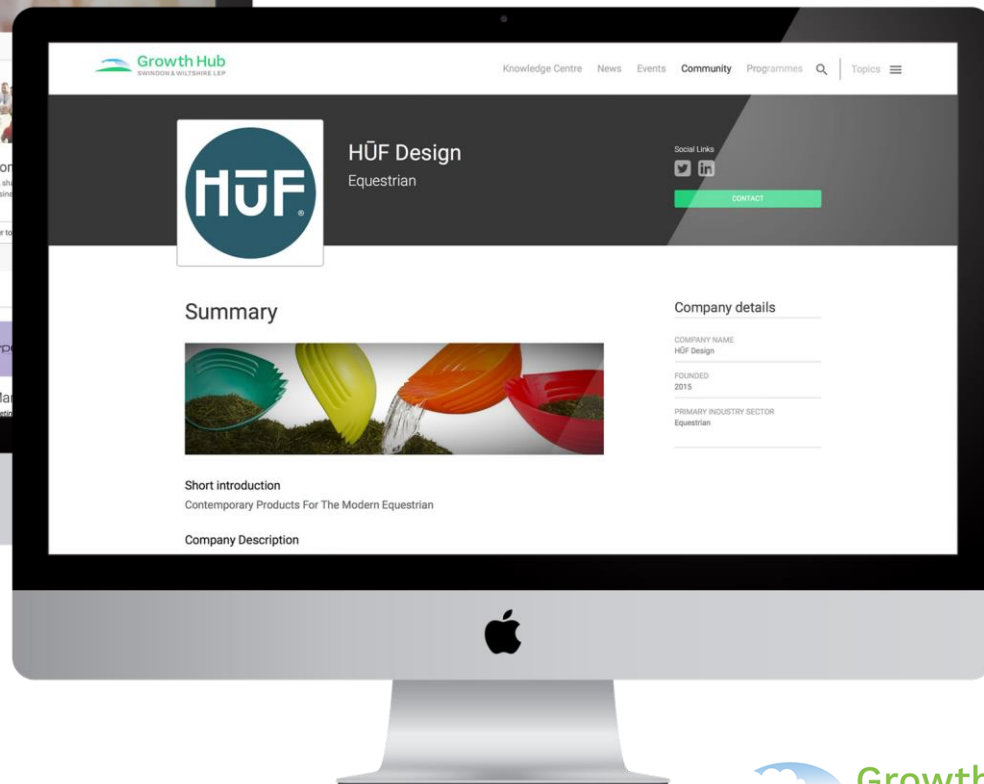 Growth Hub
SWINDON & WILTSHIRE LEP
Knowledge Centre News Events Community Programmes Topics
HŪF
®
HŪF Design
Equestrian
Social Links
CONTACT
Summary
Company details
COMPANY NAME
HŪF Design
FOUNDED
2015
PRIMARY INDUSTRY SECTOR
Equestrian
Short introduction
Contemporary Products For The Modern Equestrian
Company Description
Growth